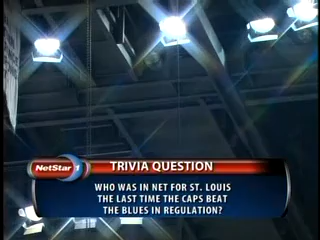 NetStar 1
TRIVIA QUESTION
WHO WAS IN NET FOR ST. LOUIS
THE LAST TIME THE CAPS BEAT
THE BLUES IN REGULATION?